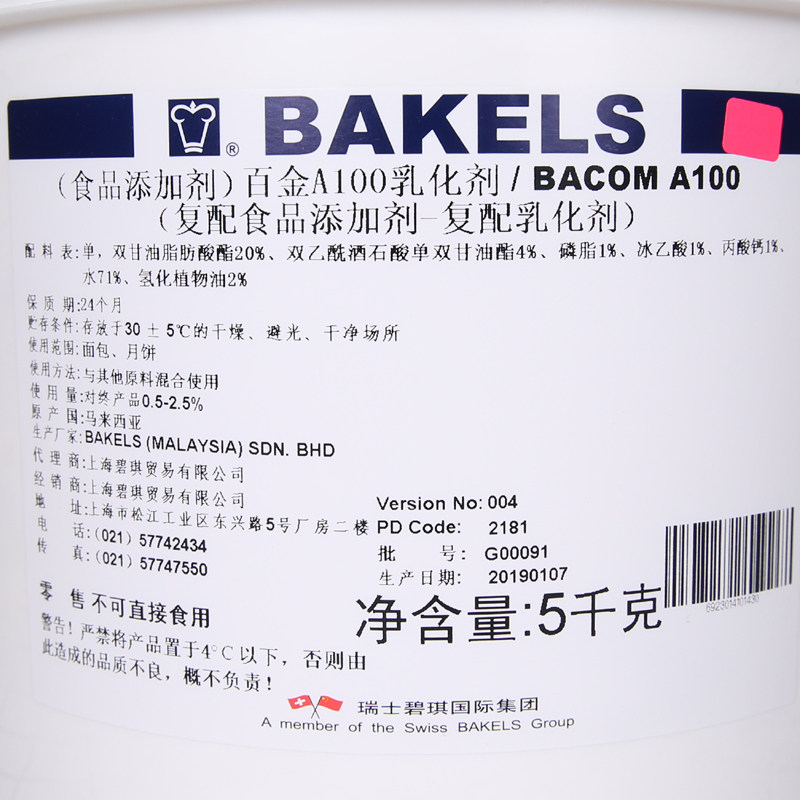 BAKELS
®
（食品添加剂）百金A100乳化剂 / BACOM A100
（复配食品添加剂-复配乳化剂）
配 料 表:单，双甘油脂肪酸酯20%、双乙酰酒石酸单双甘油酯4%、磷脂1%、冰乙酸1%、丙酸钙1%、
水71%、氢化植物油2%
保 质 期:24个月
贮存条件:存放于30 ± 5℃的干燥、避光、干净场所
使用范围:面包、月饼
使用方法:与其他原料混合使用
使 用 量:对终产品0.5-2.5%
原 产 国:马来西亚
生产厂家:BAKELS (MALAYSIA) SDN. BHD
代 理 商:上海碧琪贸易有限公司
经 销 商:上海碧琪贸易有限公司
地 址:上海市松江工业区东兴路5号厂房二楼
电 话:(021) 57742434
传 真:(021) 57747550
Version No: 004
PD Code: 2181
批 号: G00091
生产日期: 20190107
零 售 不可直接食用
净含量:5千克
6923014101430
警告! 严禁将产品置于4℃以下，否则由
此造成的品质不良，概不负责!
瑞士碧琪国际集团
A member of the Swiss BAKELS Group